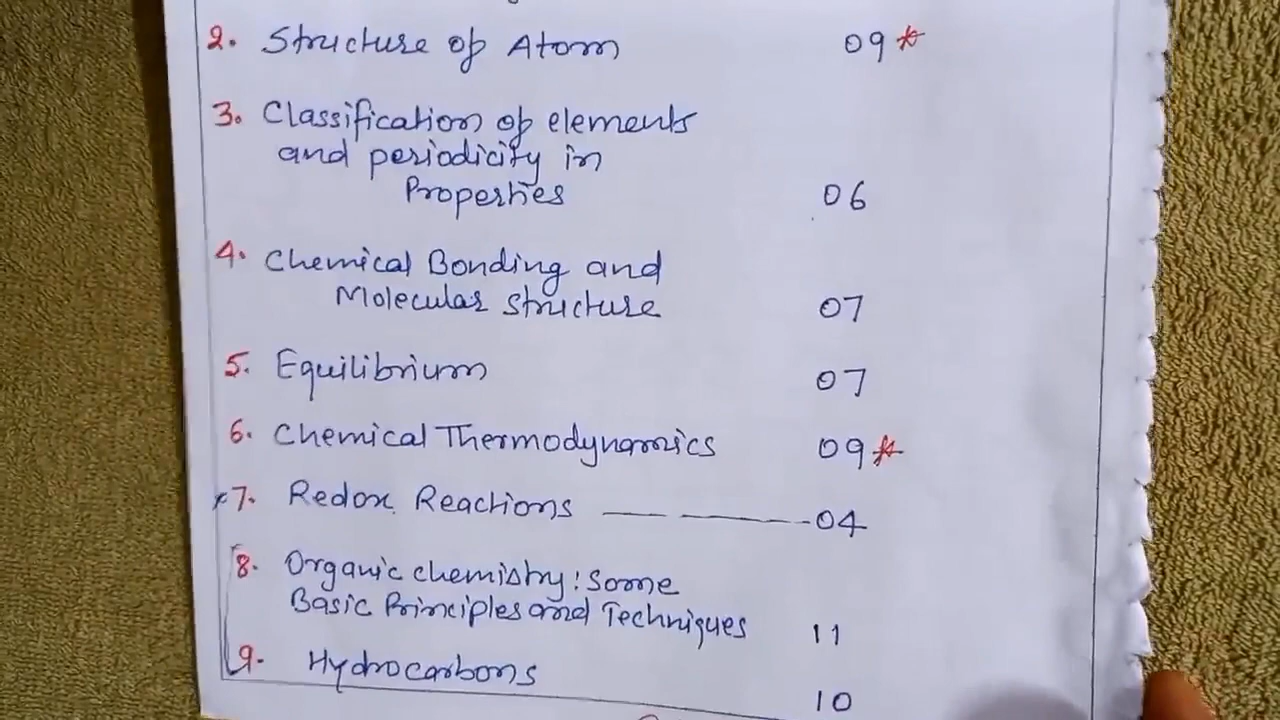 2. Structure of Atom 09*
3. Classification of elements
and periodicity in
Properties 06
4. Chemical Bonding and
Molecular structure 07
5. Equilibrium 07
6. Chemical Thermodynamics 09*
*7. Redox Reactions — ——— 04
8. Organic chemistry: Some
Basic Principles and Techniques 11
9. Hydrocarbons 10